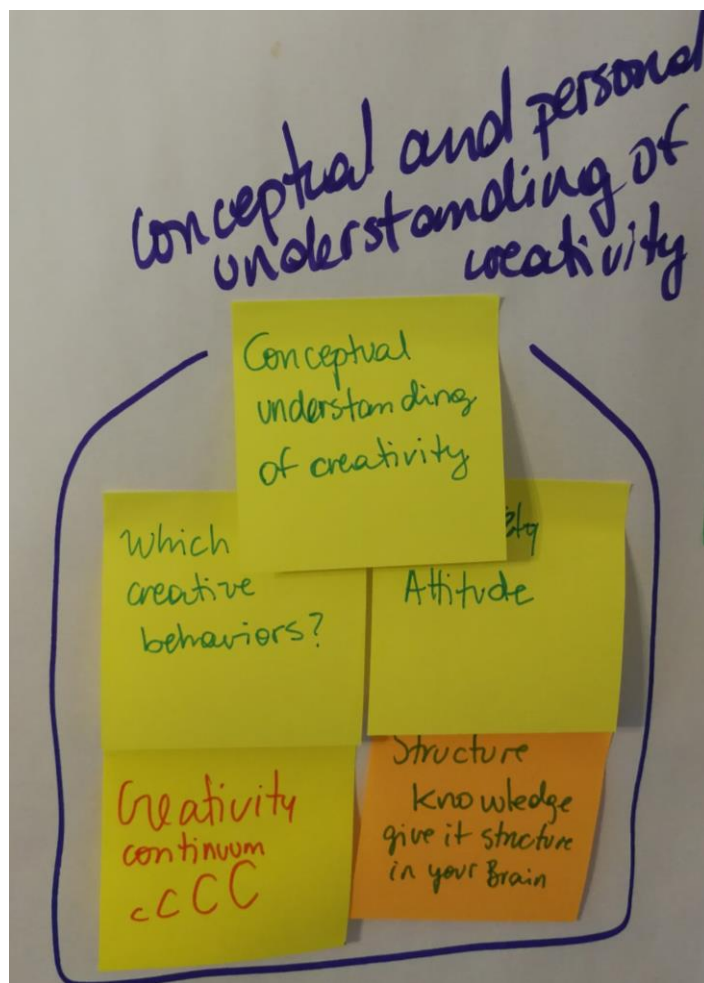 conceptual and personal
understanding of
creativity
Conceptual
understanding
of creativity
Which
creative
behaviors?
Attitude
Creativity
continuum
c C C C
Structure
Knowledge
give it structure
in your Brain